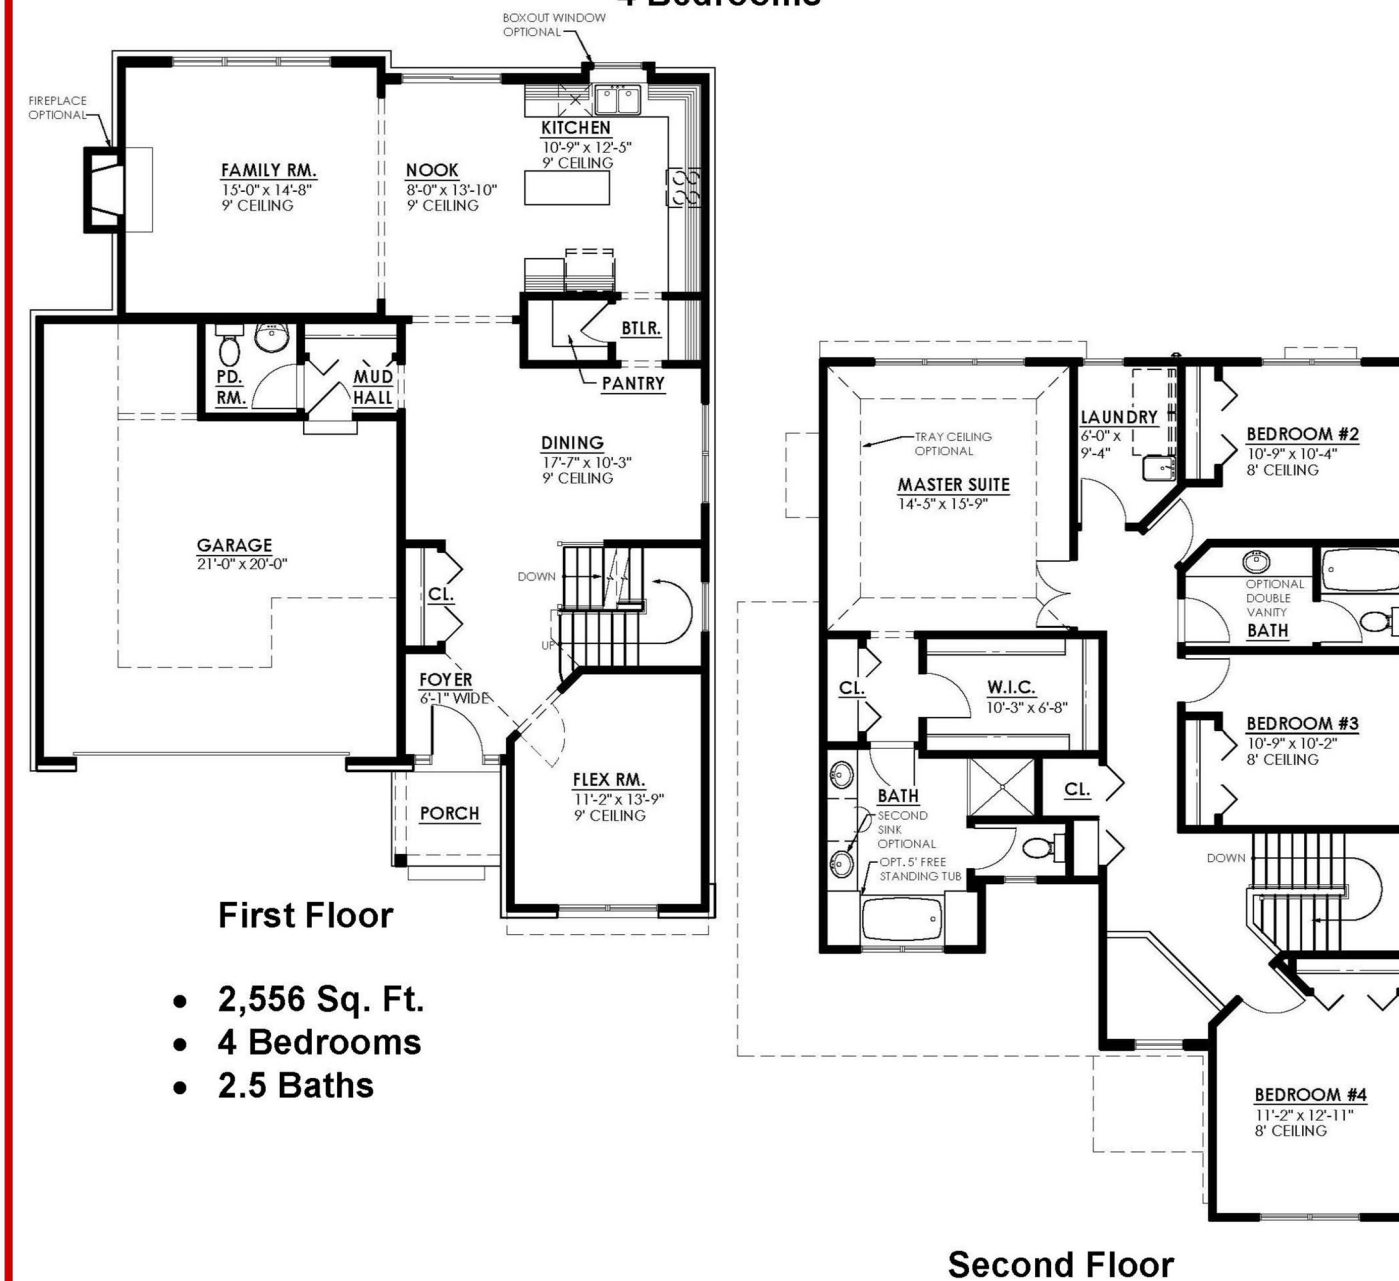 4 Bedrooms
BOXOUT WINDOW
OPTIONAL
FIREPLACE
OPTIONAL
FAMILY RM.
15'-0" x 14'-8"
9' CEILING
NOOK
8'-0" x 13'-10"
9' CEILING
KITCHEN
10'-9" x 12'-5"
9' CEILING
BTLR.
PANTRY
PD.
RM.
MUD
HALL
DINING
17'-7" x 10'-3"
9' CEILING
GARAGE
21'-0" x 20'-0"
DOWN
CL.
UP
FOYER
6'-1" WIDE
FLEX RM.
11'-2" x 13'-9"
9' CEILING
PORCH
First Floor
• 2,556 Sq. Ft.
• 4 Bedrooms
• 2.5 Baths
TRAY CEILING
OPTIONAL
MASTER SUITE
14'-5" x 15'-9"
LAUNDRY
6'-0" x
9'-4"
BEDROOM #2
10'-9" x 10'-4"
8' CEILING
OPTIONAL
DOUBLE
VANITY
BATH
CL.
W.I.C.
10'-3" x 6'-8"
BEDROOM #3
10'-9" x 10'-2"
8' CEILING
BATH
SECOND
SINK
OPTIONAL
OPT. 5' FREE
STANDING TUB
CL.
DOWN
BEDROOM #4
11'-2" x 12'-11"
8' CEILING
Second Floor